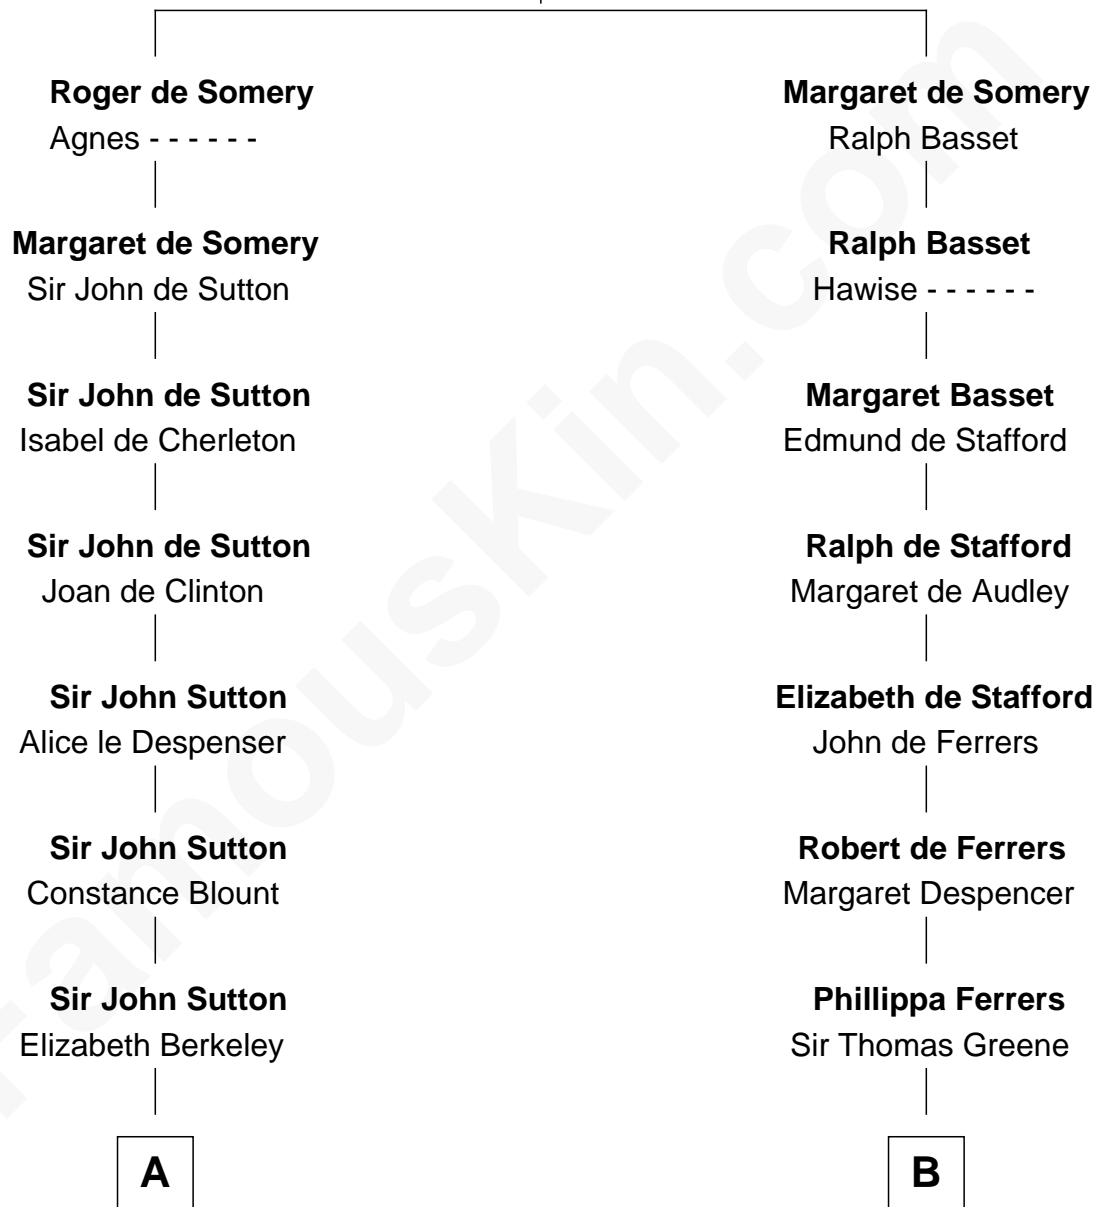 Roger de Somery
Agnes - - - - - -
Margaret de Somery
Sir John de Sutton
Sir John de Sutton
Isabel de Cherleton
Sir John de Sutton
Joan de Clinton
Sir John Sutton
Alice le Despenser
Sir John Sutton
Constance Blount
Sir John Sutton
Elizabeth Berkeley
A
Margaret de Somery
Ralph Basset
Ralph Basset
Hawise - - - - - -
Margaret Basset
Edmund de Stafford
Ralph de Stafford
Margaret de Audley
Elizabeth de Stafford
John de Ferrers
Robert de Ferrers
Margaret Despencer
Phillippa Ferrers
Sir Thomas Greene
B
FamousKin.com